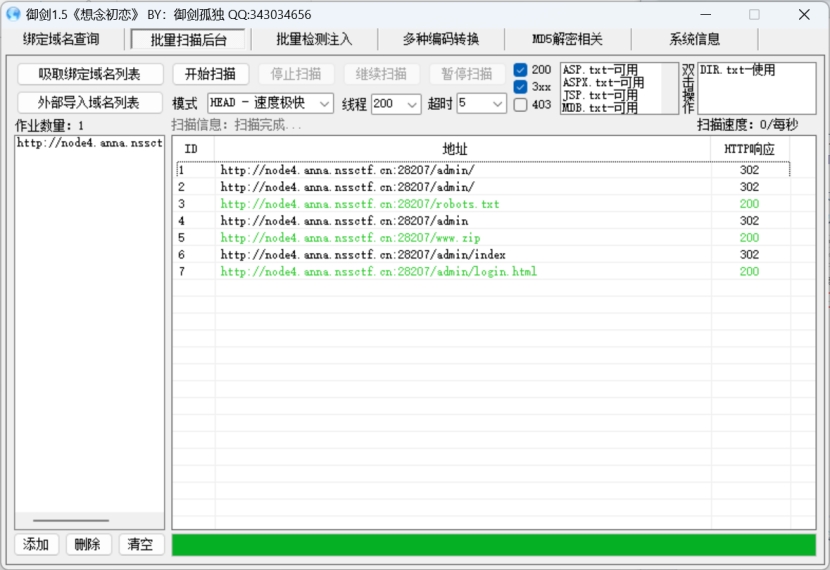 御剑1.5《想念初恋》 BY：御剑孤独 QQ:343034656
绑定域名查询 批量扫描后台 批量检测注入 多种编码转换 MD5解密相关 系统信息
吸取绑定域名列表 开始扫描 停止扫描 继续扫描 暂停扫描
外部导入域名列表 模式 HEAD - 速度极快 线程 200 超时 5
200
3xx
403
ASP.txt-可用
ASPX.txt-可用
JSP.txt-可用
MDB.txt-可用
双击操作
DIR.txt-使用
作业数量：1 扫描信息：扫描完成... 扫描速度：0/每秒
http://node4.anna.nssct
ID 地址 HTTP响应
1 http://node4.anna.nssctf.cn:28207/admin/ 302
2 http://node4.anna.nssctf.cn:28207/admin/ 302
3 http://node4.anna.nssctf.cn:28207/robots.txt 200
4 http://node4.anna.nssctf.cn:28207/admin 302
5 http://node4.anna.nssctf.cn:28207/www.zip 200
6 http://node4.anna.nssctf.cn:28207/admin/index 302
7 http://node4.anna.nssctf.cn:28207/admin/login.html 200
添加 删除 清空